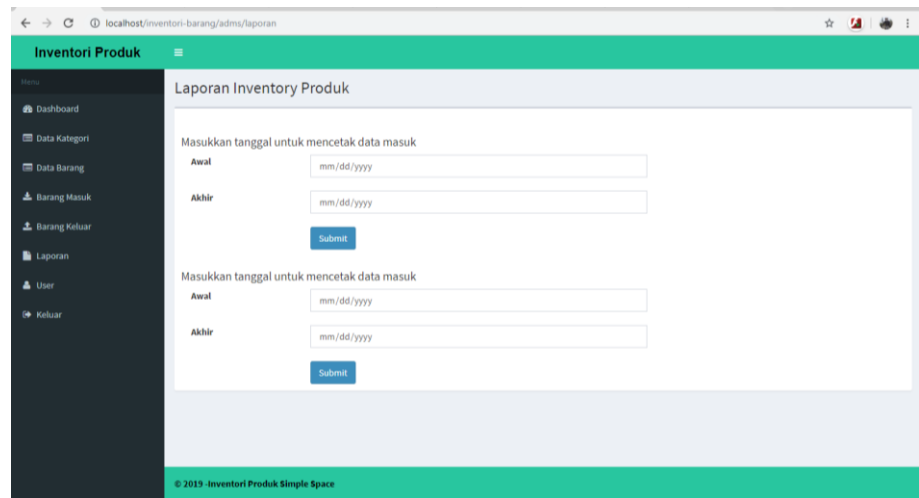 localhost/inventori-barang/adms/laporan
Inventori Produk
Menu
Dashboard
Data Kategori
Data Barang
Barang Masuk
Barang Keluar
Laporan
User
Keluar
Laporan Inventory Produk
Masukkan tanggal untuk mencetak data masuk
Awal
mm/dd/yyyy
Akhir
mm/dd/yyyy
Submit
Masukkan tanggal untuk mencetak data masuk
Awal
mm/dd/yyyy
Akhir
mm/dd/yyyy
Submit
© 2019 -Inventori Produk Simple Space